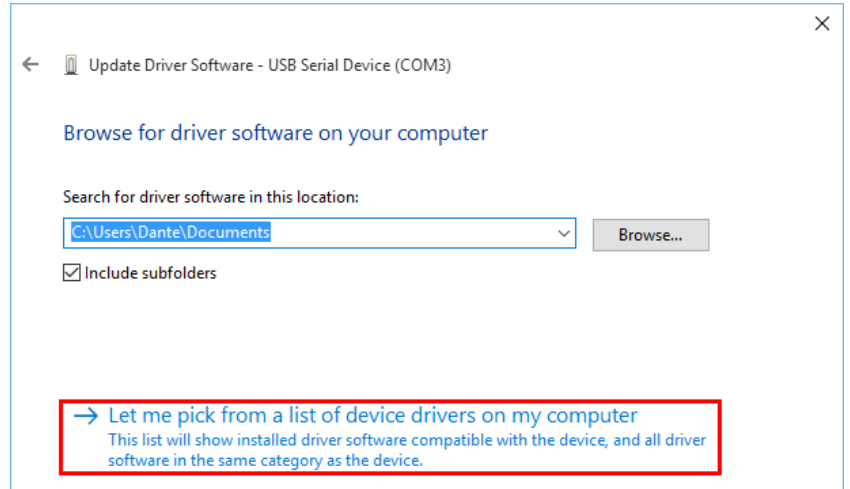 Update Driver Software - USB Serial Device (COM3)
Browse for driver software on your computer
Search for driver software in this location:
C:\Users\Dante\Documents
Browse...
Include subfolders
Let me pick from a list of device drivers on my computer
This list will show installed driver software compatible with the device, and all driver
software in the same category as the device.